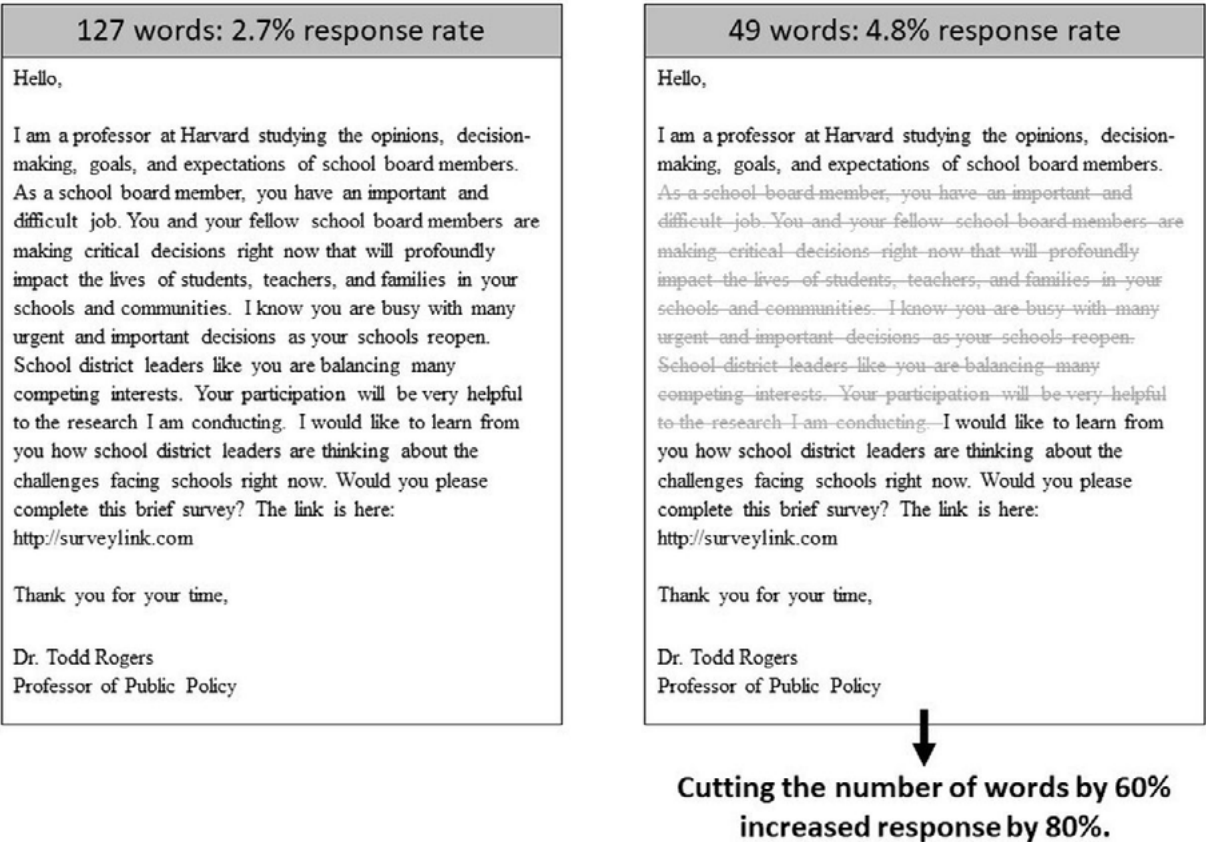 127 words: 2.7% response rate
Hello,
I am a professor at Harvard studying the opinions, decision-
making, goals, and expectations of school board members.
As a school board member, you have an important and
difficult job. You and your fellow school board members are
making critical decisions right now that will profoundly
impact the lives of students, teachers, and families in your
schools and communities. I know you are busy with many
urgent and important decisions as your schools reopen.
School district leaders like you are balancing many
competing interests. Your participation will be very helpful
to the research I am conducting. I would like to learn from
you how school district leaders are thinking about the
challenges facing schools right now. Would you please
complete this brief survey? The link is here:
http://surveylink.com
Thank you for your time,
Dr. Todd Rogers
Professor of Public Policy
49 words: 4.8% response rate
Hello,
I am a professor at Harvard studying the opinions, decision-
making, goals, and expectations of school board members.
As a school board member, you have an important and
difficult job. You and your fellow school board members are
making critical decisions right now that will profoundly
impact the lives of students, teachers, and families in your
schools and communities. I know you are busy with many
urgent and important decisions as your schools reopen.
School district leaders like you are balancing many
competing interests. Your participation will be very helpful
to the research I am conducting. I would like to learn from
you how school district leaders are thinking about the
challenges facing schools right now. Would you please
complete this brief survey? The link is here:
http://surveylink.com
Thank you for your time,
Dr. Todd Rogers
Professor of Public Policy
Cutting the number of words by 60%
increased response by 80%.